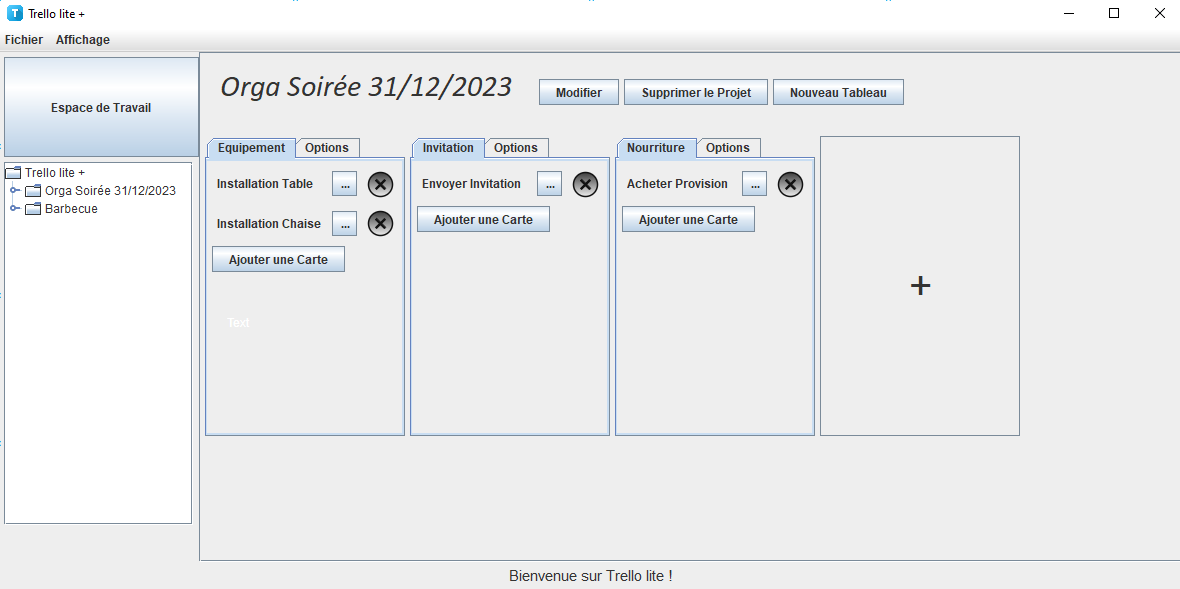 Trello lite +
Fichier Affichage
Espace de Travail
Trello lite +
Orga Soirée 31/12/2023
Barbecue
Orga Soirée 31/12/2023
Modifier
Supprimer le Projet
Nouveau Tableau
Equipement Options
Installation Table ...
Installation Chaise ...
Ajouter une Carte
Text
Invitation Options
Envoyer Invitation ...
Ajouter une Carte
Nourriture Options
Acheter Provision ...
Ajouter une Carte
+
Bienvenue sur Trello lite !